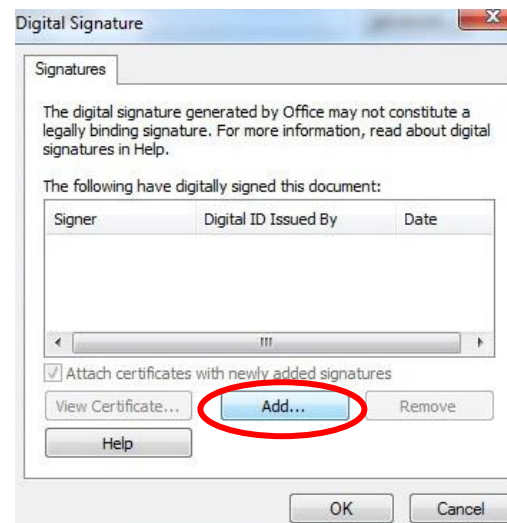 Digital Signature
Signatures
The digital signature generated by Office may not constitute a
legally binding signature. For more information, read about digital
signatures in Help.
The following have digitally signed this document:
Signer Digital ID Issued By Date
Attach certificates with newly added signatures
View Certificate... Add... Remove
Help
OK Cancel